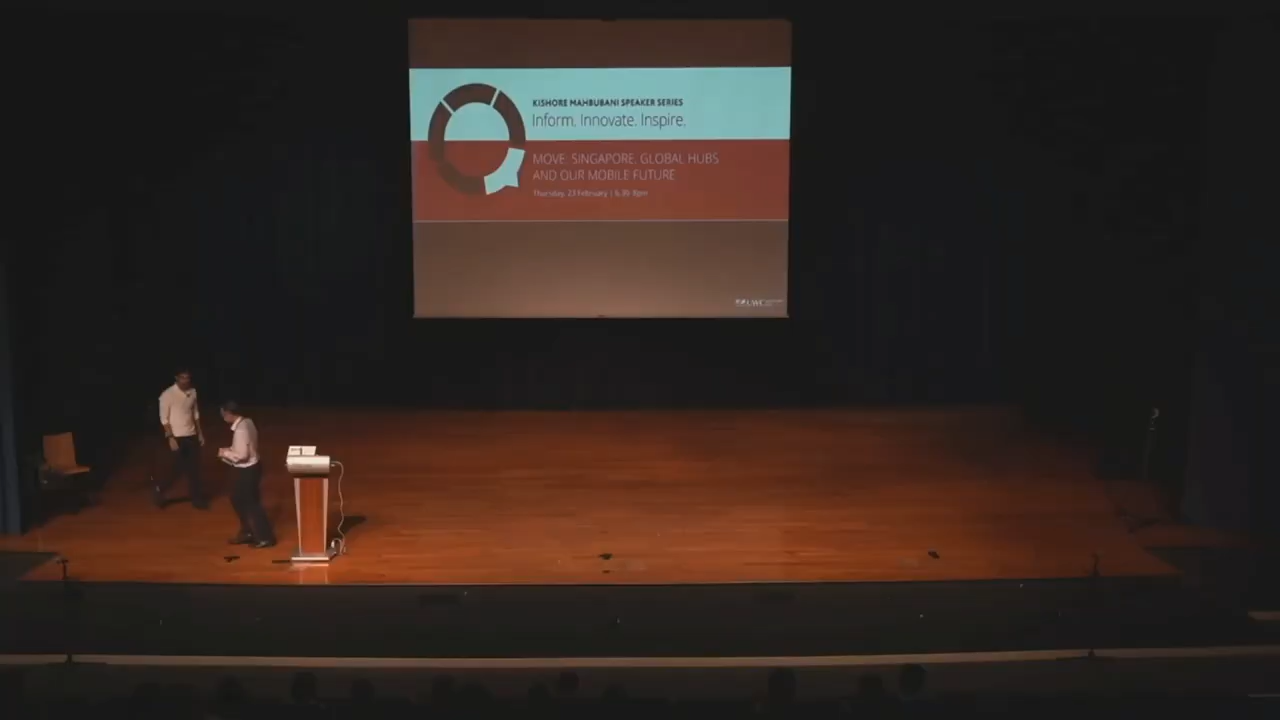 KISHORE MAHBUBANI SPEAKER SERIES
Inform. Innovate. Inspire.
MOVE: SINGAPORE, GLOBAL HUBS
AND OUR MOBILE FUTURE
Thursday, 23 February | 6.30-8pm
UWC